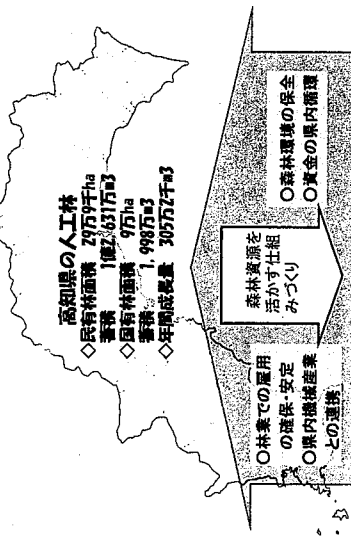 高知県の人工林
◇民有林面積 29万9千ha
蓄積 1億2,631万m3
◇国有林面積 9万ha
蓄積 1,998万m3
◇年間成長量 305万2千m3
森林資源を
活かす仕組
みづくり
○林業での雇用
の確保・安定
○県内機械産業
との連携
○森林環境の保全
○資金の県内循環